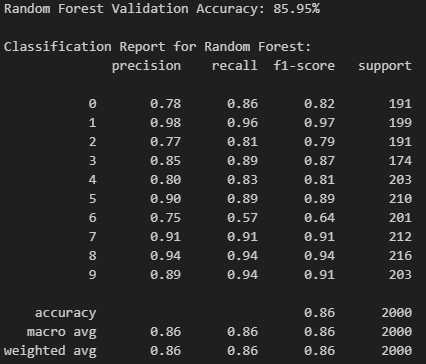 Random Forest Validation Accuracy: 85.95%
Classification Report for Random Forest:
precision recall f1-score support
0 0.78 0.86 0.82 191
1 0.98 0.96 0.97 199
2 0.77 0.81 0.79 191
3 0.85 0.89 0.87 174
4 0.80 0.83 0.81 203
5 0.90 0.89 0.89 210
6 0.75 0.57 0.64 201
7 0.91 0.91 0.91 212
8 0.94 0.94 0.94 216
9 0.89 0.94 0.91 203
accuracy 0.86 2000
macro avg 0.86 0.86 0.86 2000
weighted avg 0.86 0.86 0.86 2000